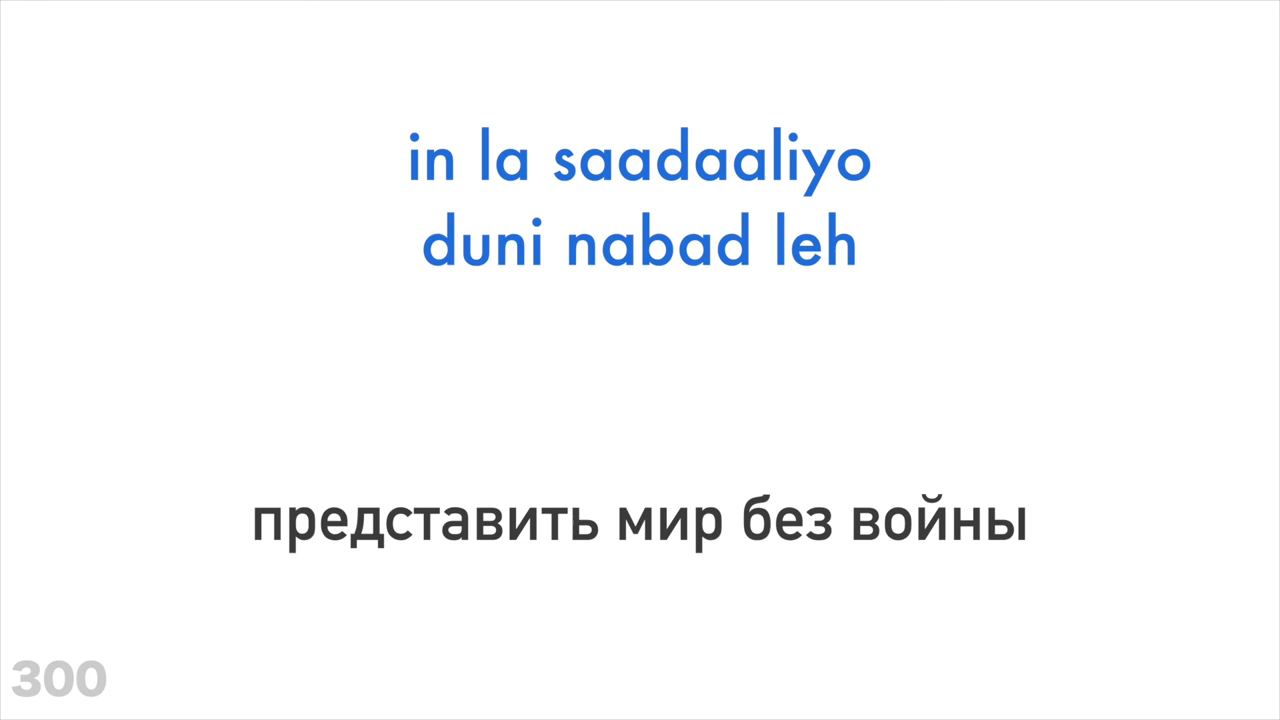 in la saadaaliyo
duni nabad leh
представить мир без войны
300